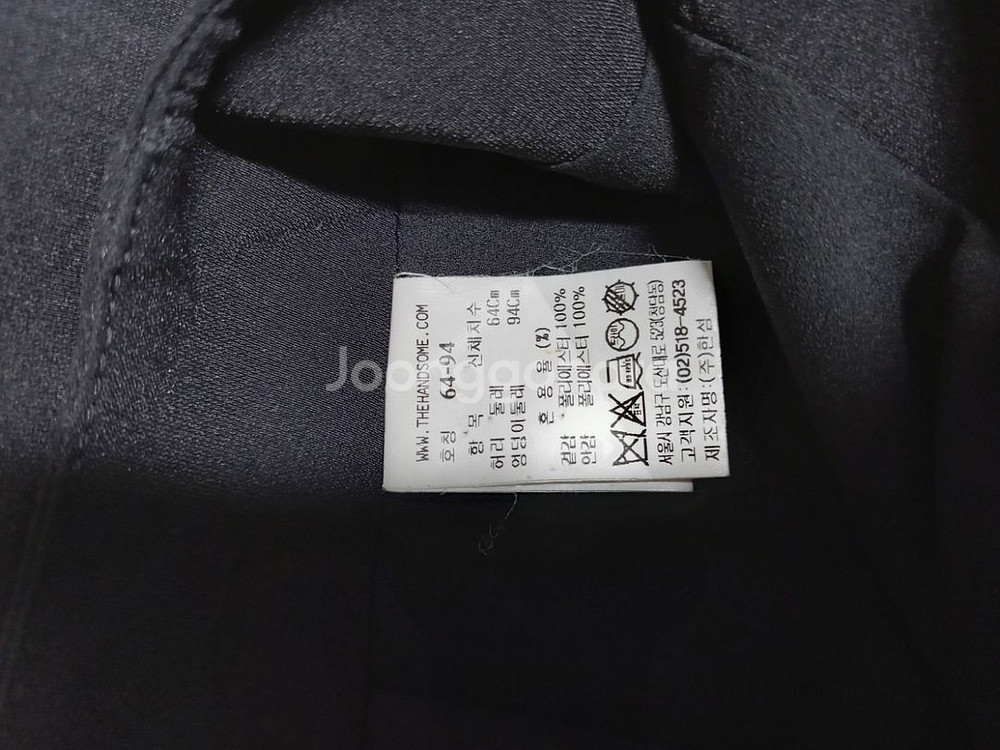 WWW.THEHANDSOME.COM
호칭 64-94
항 목 신체치수
허리 둘레 64Cm
엉덩이둘레 94Cm
혼 용 율 (%)
겉감 폴리에스터 100%
안감 폴리에스터 100%
서울시 강남구 도산대로 523(청담동)
고객지원:(02)518-4523
제조자명:(주)한섬